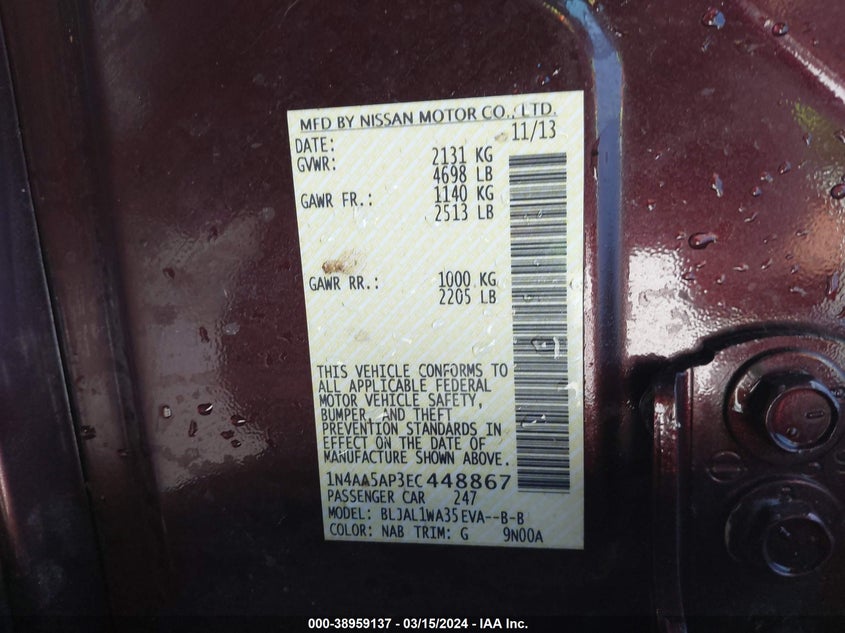 MFD BY NISSAN MOTOR CO., LTD.
DATE: 11/13
GVWR: 2131 KG
4698 LB
GAWR FR.: 1140 KG
2513 LB
GAWR RR.: 1000 KG
2205 LB
THIS VEHICLE CONFORMS TO
ALL APPLICABLE FEDERAL
MOTOR VEHICLE SAFETY,
BUMPER, AND THEFT
PREVENTION STANDARDS IN
EFFECT ON THE DATE OF
MANUFACTURE SHOWN ABOVE.
1N4AA5AP3EC448867
PASSENGER CAR 247
MODEL: BLJAL1WA35EVA--B-B
COLOR: NAB TRIM: G 9N00A
000-38959137 - 03/15/2024 - IAA Inc.